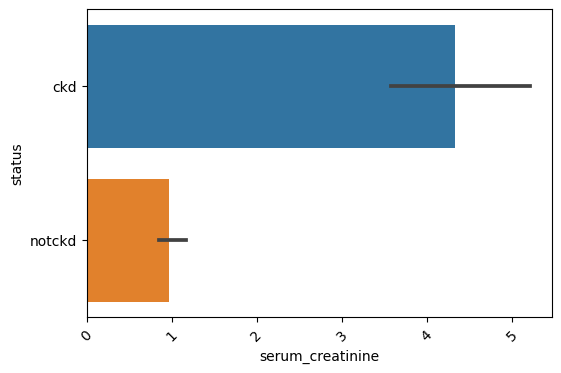 ckd
notckd
status
0 1 2 3 4 5
serum_creatinine